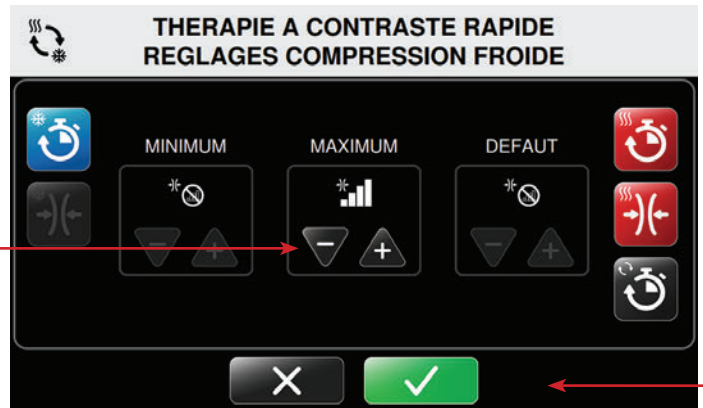 THERAPIE A CONTRASTE RAPIDE
REGLAGES COMPRESSION FROIDE
MINIMUM MAXIMUM DEFAUT